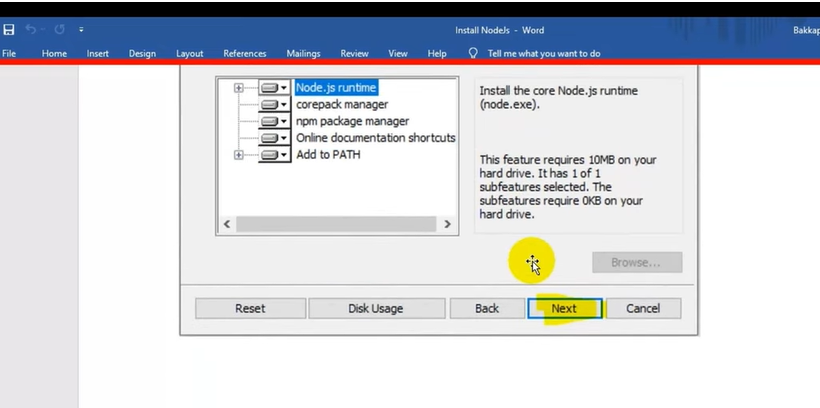 Install NodeJs - Word
Bakkap
File Home Insert Design Layout References Mailings Review View Help Tell me what you want to do
Node.js runtime
corepack manager
npm package manager
Online documentation shortcuts
Add to PATH
Install the core Node.js runtime
(node.exe).
This feature requires 10MB on your
hard drive. It has 1 of 1
subfeatures selected. The
subfeatures require 0KB on your
hard drive.
Browse...
Reset Disk Usage Back Next Cancel